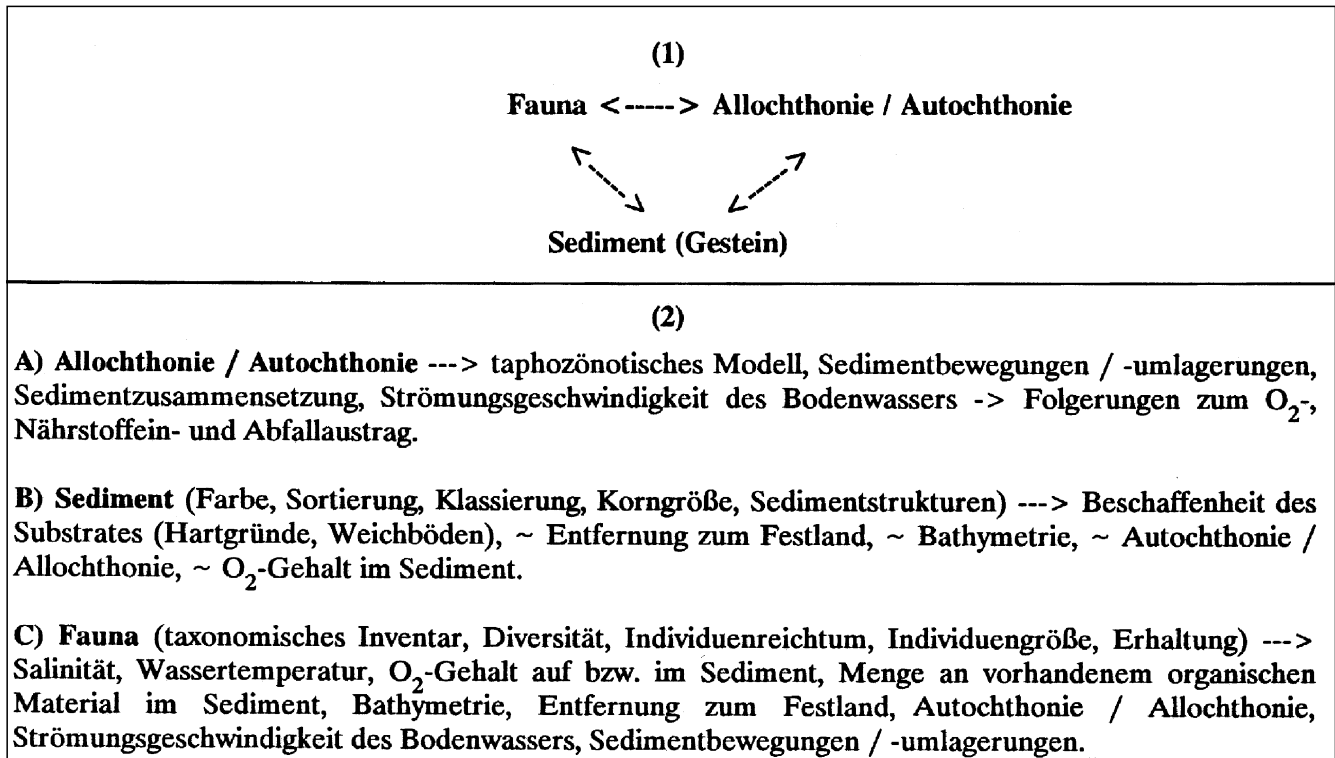 (1)
Fauna <-----> Allochthonie / Autochthonie
Sediment (Gestein)
(2)
A) Allochthonie / Autochthonie ---> taphozönotisches Modell, Sedimentbewegungen / -umlagerungen,
Sedimentzusammensetzung, Strömungsgeschwindigkeit des Bodenwassers -> Folgerungen zum O₂-,
Nährstoffein- und Abfallaustrag.
B) Sediment (Farbe, Sortierung, Klassierung, Korngröße, Sedimentstrukturen) ---> Beschaffenheit des
Substrates (Hartgründe, Weichböden), ~ Entfernung zum Festland, ~ Bathymetrie, ~ Autochthonie /
Allochthonie, ~ O₂-Gehalt im Sediment.
C) Fauna (taxonomisches Inventar, Diversität, Individuenreichtum, Individuengröße, Erhaltung) --->
Salinität, Wassertemperatur, O₂-Gehalt auf bzw. im Sediment, Menge an vorhandenem organischen
Material im Sediment, Bathymetrie, Entfernung zum Festland, Autochthonie / Allochthonie,
Strömungsgeschwindigkeit des Bodenwassers, Sedimentbewegungen / -umlagerungen.